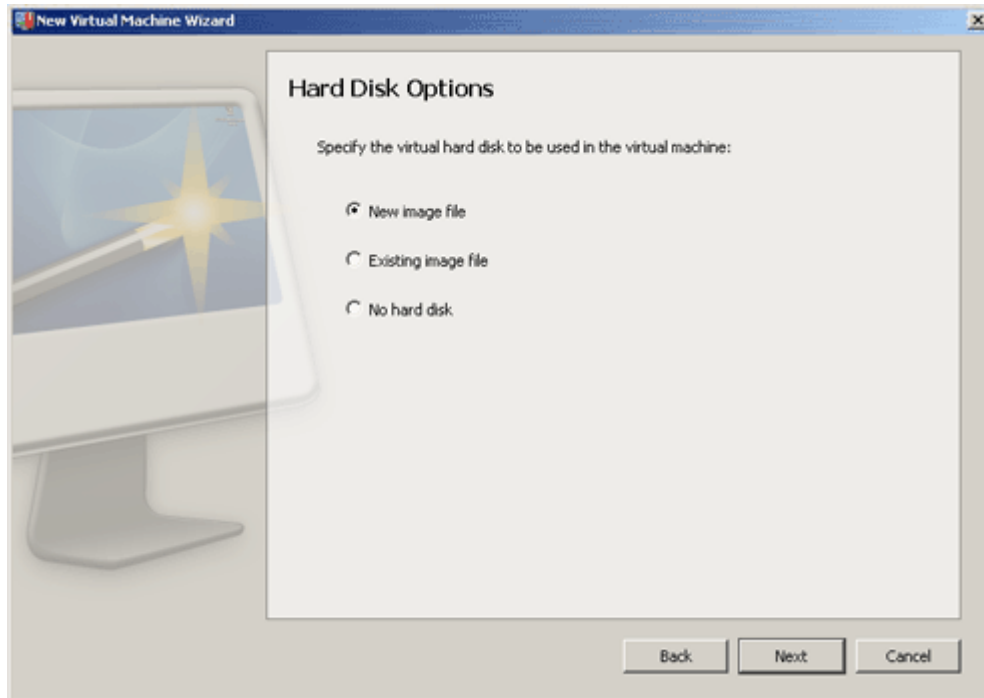 New Virtual Machine Wizard
Hard Disk Options
Specify the virtual hard disk to be used in the virtual machine:
New image file
Existing image file
No hard disk
Back Next Cancel